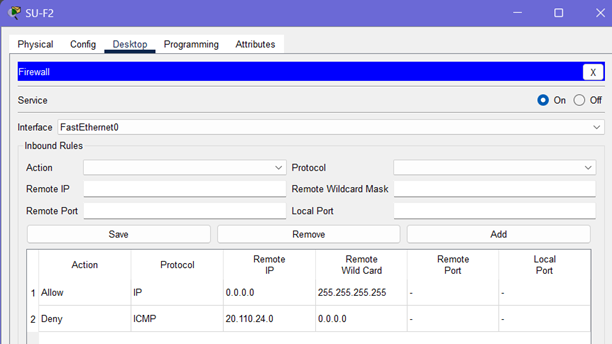 SU-F2
Physical Config Desktop Programming Attributes
Firewall X
Service On Off
Interface FastEthernet0
Inbound Rules
Action Protocol
Remote IP Remote Wildcard Mask
Remote Port Local Port
Save Remove Add
Action Protocol Remote IP Remote Wild Card Remote Port Local Port
1 Allow IP 0.0.0.0 255.255.255.255 - -
2 Deny ICMP 20.110.24.0 0.0.0.0 - -